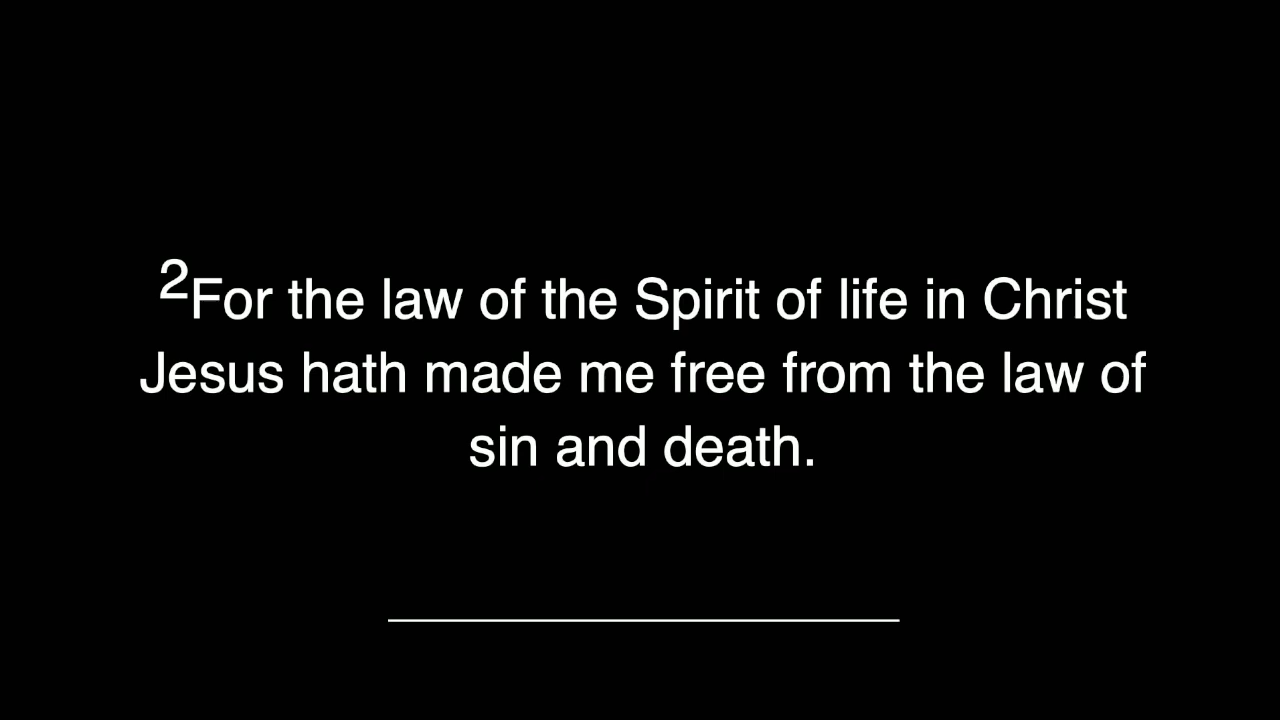 2For the law of the Spirit of life in Christ
Jesus hath made me free from the law of
sin and death.